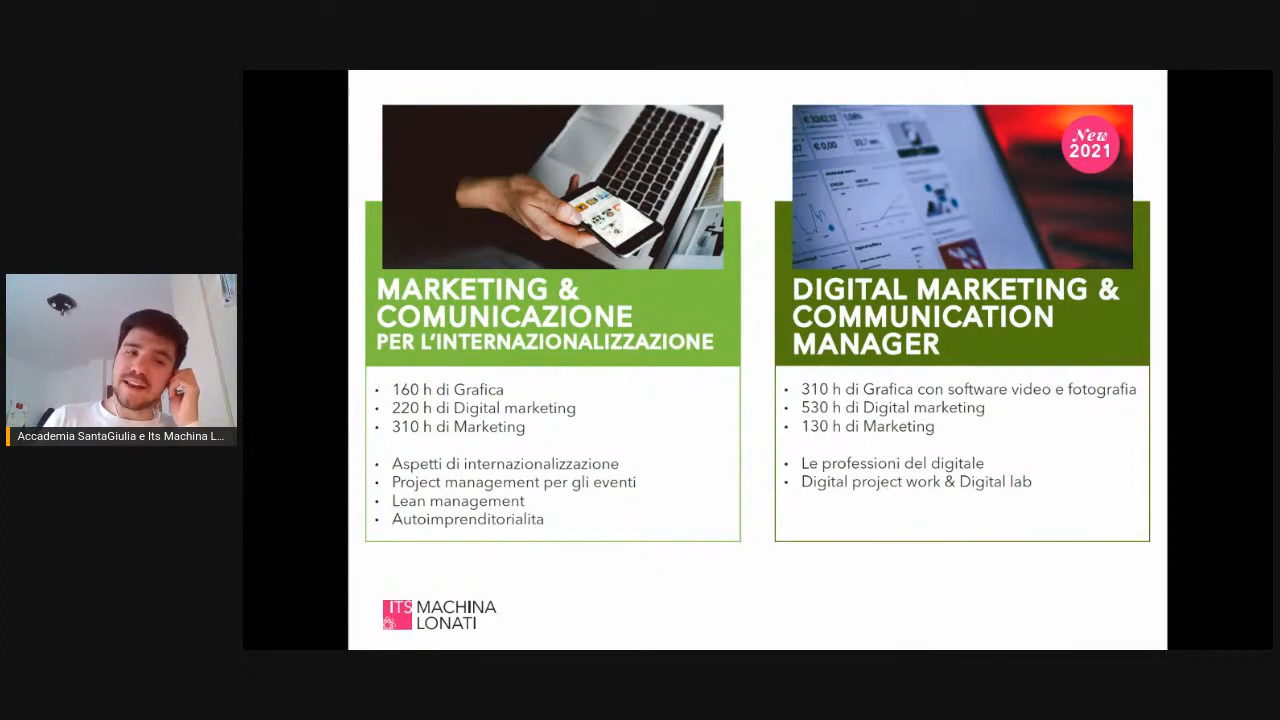 New
2021
€ 0,00
MARKETING &
COMUNICAZIONE
PER L'INTERNAZIONALIZZAZIONE
• 160 h di Grafica
• 220 h di Digital marketing
• 310 h di Marketing
• Aspetti di internazionalizzazione
• Project management per gli eventi
• Lean management
• Autoimprenditorialita
DIGITAL MARKETING &
COMMUNICATION
MANAGER
• 310 h di Grafica con software video e fotografia
• 530 h di Digital marketing
• 130 h di Marketing
• Le professioni del digitale
• Digital project work & Digital lab
Accademia SantaGiulia e Its Machina L...
ITS MACHINA
LONATI